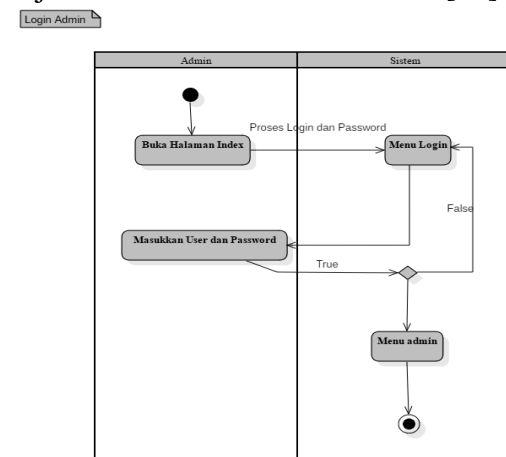 Login Admin
Admin
Sistem
Proses Login dan Password
Buka Halaman Index
Menu Login
False
Masukkan User dan Password
True
Menu admin